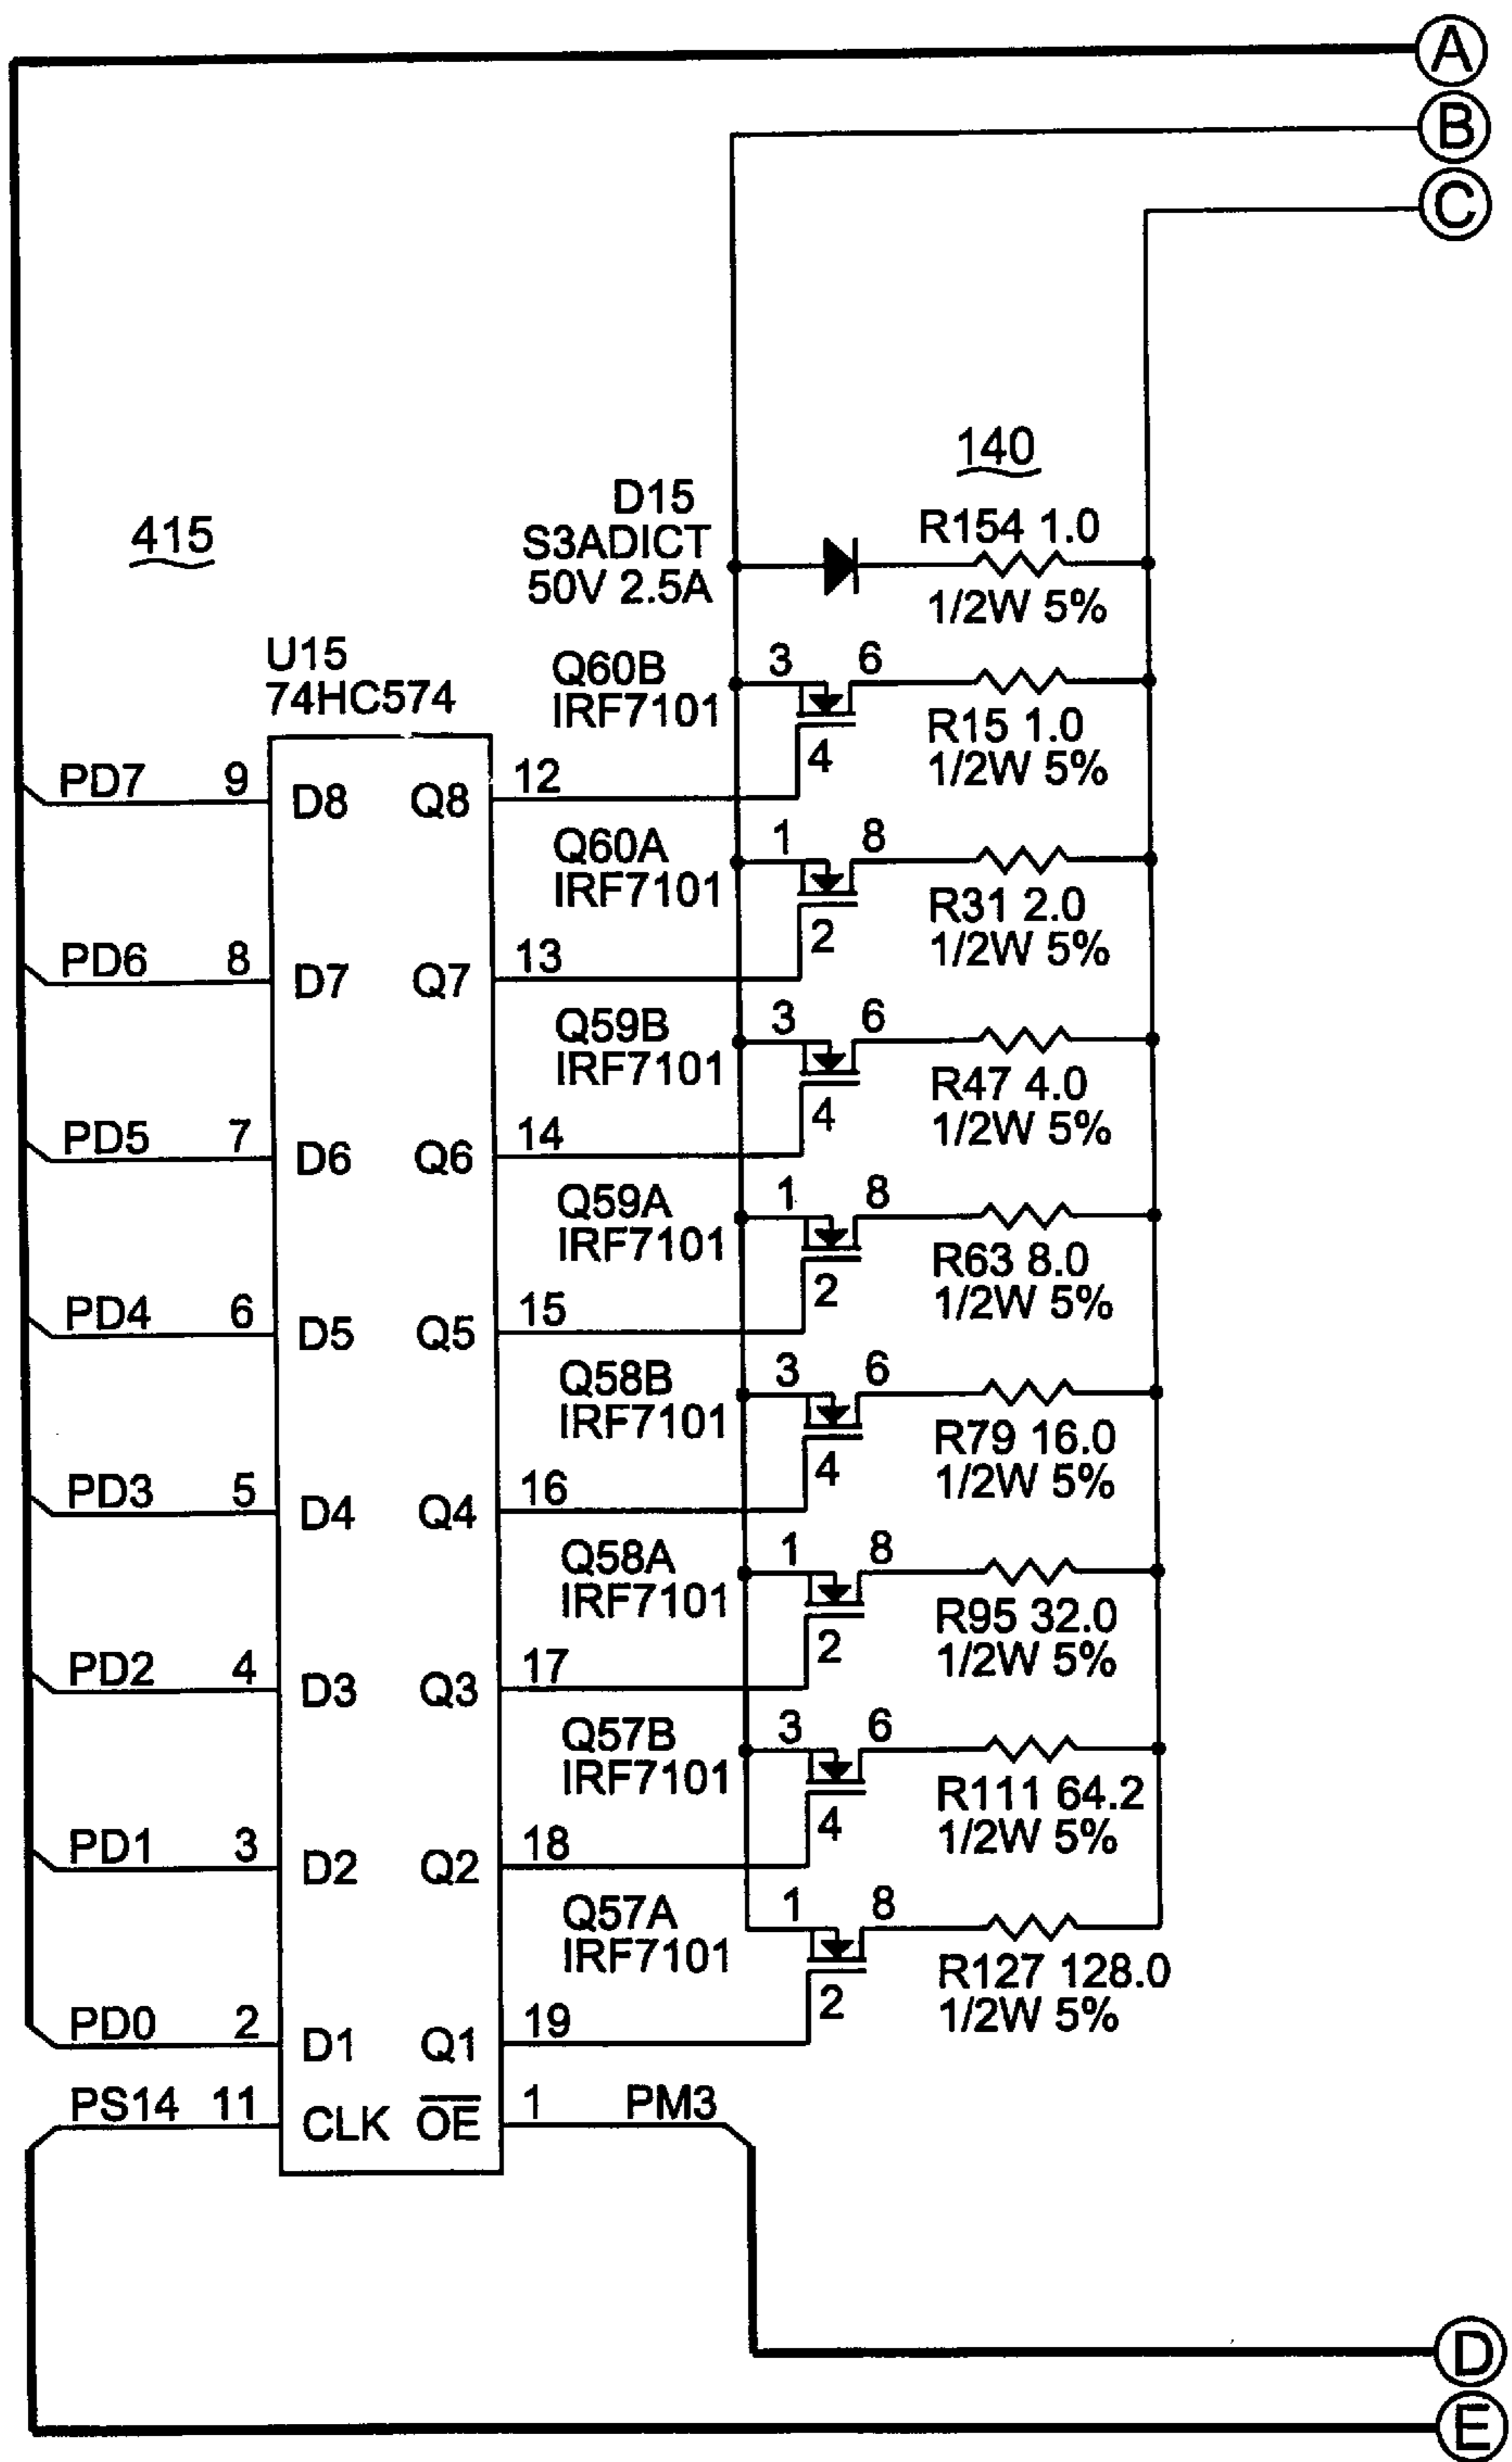 A
B
C
140
415
D15
S3ADICT
50V 2.5A
R154 1.0
1/2W 5%
U15
74HC574
Q60B
IRF7101
3
6
4
R15 1.0
1/2W 5%
PD7
9
D8
Q8
12
Q60A
IRF7101
1
8
2
R31 2.0
1/2W 5%
PD6
8
D7
Q7
13
Q59B
IRF7101
3
6
4
R47 4.0
1/2W 5%
PD5
7
D6
Q6
14
Q59A
IRF7101
1
8
2
R63 8.0
1/2W 5%
PD4
6
D5
Q5
15
Q58B
IRF7101
3
6
4
R79 16.0
1/2W 5%
PD3
5
D4
Q4
16
Q58A
IRF7101
1
8
2
R95 32.0
1/2W 5%
PD2
4
D3
Q3
17
Q57B
IRF7101
3
6
4
R111 64.2
1/2W 5%
PD1
3
D2
Q2
18
Q57A
IRF7101
1
8
2
R127 128.0
1/2W 5%
PD0
2
D1
Q1
19
PS14
11
CLK
OE
1
PM3
D
E